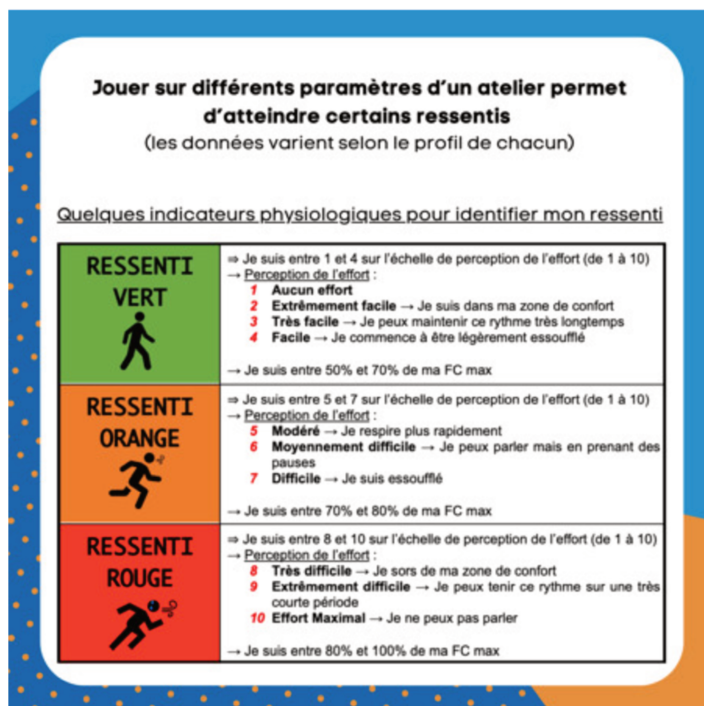 Jouer sur différents paramètres d'un atelier permet
d'atteindre certains ressentis
(les données varient selon le profil de chacun)
Quelques indicateurs physiologiques pour identifier mon ressenti
RESSENTI
VERT
⇒ Je suis entre 1 et 4 sur l'échelle de perception de l'effort (de 1 à 10)
→ Perception de l'effort :
1 Aucun effort
2 Extrêmement facile → Je suis dans ma zone de confort
3 Très facile → Je peux maintenir ce rythme très longtemps
4 Facile → Je commence à être légèrement essoufflé
→ Je suis entre 50% et 70% de ma FC max
RESSENTI
ORANGE
⇒ Je suis entre 5 et 7 sur l'échelle de perception de l'effort (de 1 à 10)
→ Perception de l'effort :
5 Modéré → Je respire plus rapidement
6 Moyennement difficile → Je peux parler mais en prenant des
pauses
7 Difficile → Je suis essoufflé
→ Je suis entre 70% et 80% de ma FC max
RESSENTI
ROUGE
⇒ Je suis entre 8 et 10 sur l'échelle de perception de l'effort (de 1 à 10)
→ Perception de l'effort :
8 Très difficile → Je sors de ma zone de confort
9 Extrêmement difficile → Je peux tenir ce rythme sur une très
courte période
10 Effort Maximal → Je ne peux pas parler
→ Je suis entre 80% et 100% de ma FC max